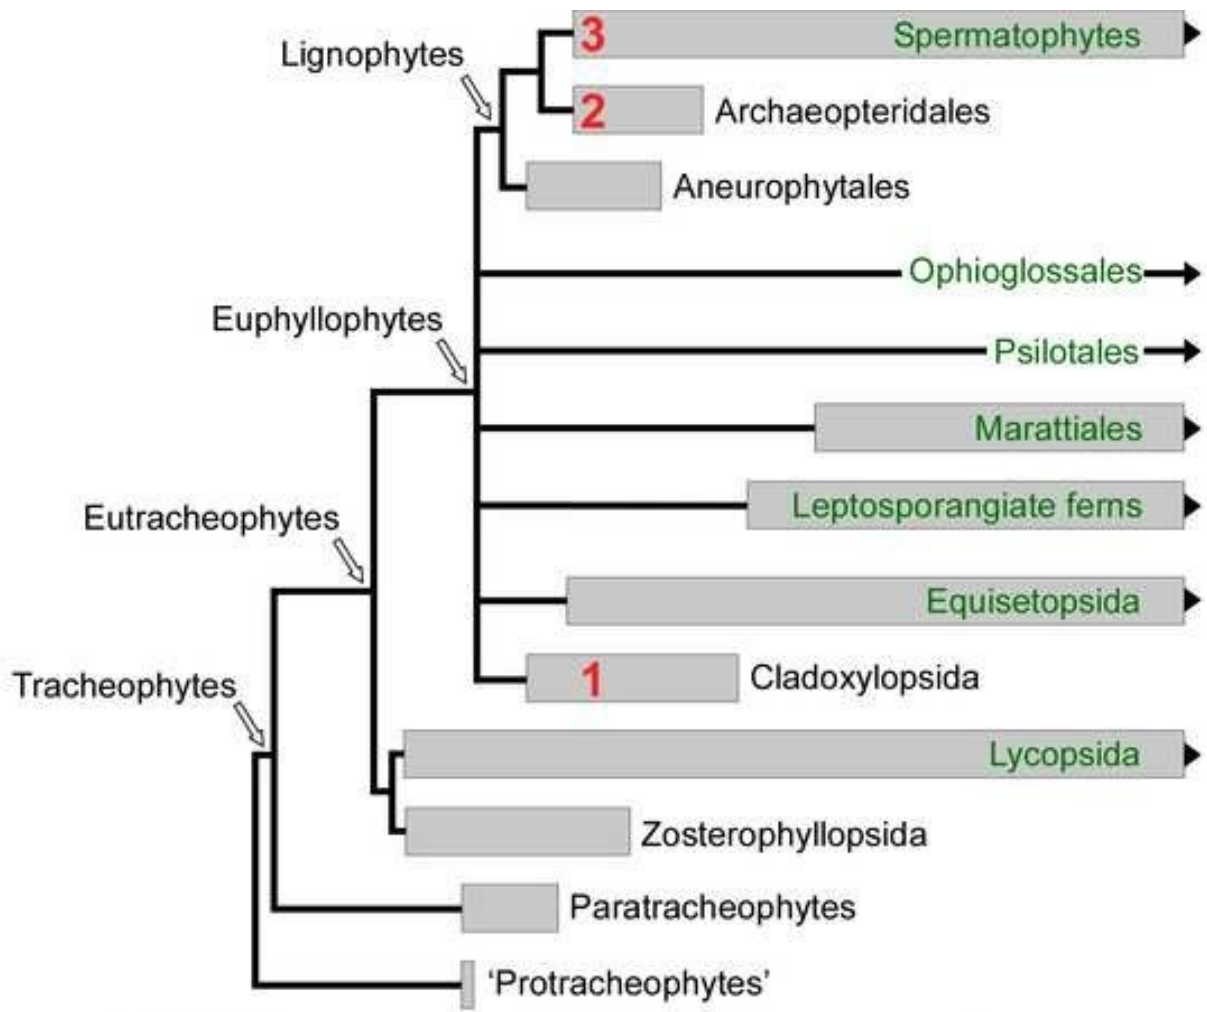 3 Spermatophytes
Lignophytes
2 Archaeopteridales
Aneurophytales
Ophioglossales
Euphyllophytes
Psilotales
Marattiales
Leptosporangiate ferns
Eutracheophytes
Equisetopsida
1 Cladoxylopsida
Tracheophytes
Lycopsida
Zosterophyllopsida
Paratracheophytes
‘Protracheophytes’